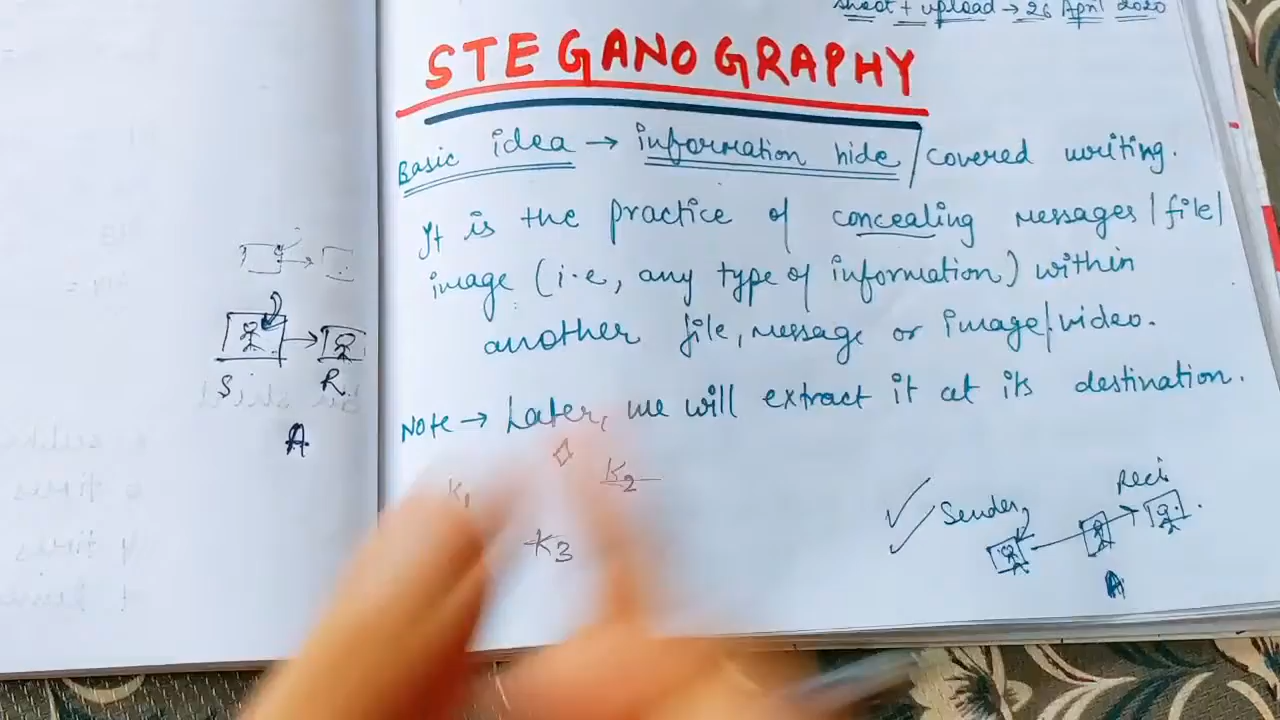 shoot + upload → 26 April 2020
STEGANOGRAPHY
Basic idea → information hide / covered writing.
It is the practice of concealing messages/file/
image (i.e, any type of information) within
another file, message or image/video.
Note → Later, we will extract it at its destination.
K1
K2
K3
Sender
Reci
A
S
R
A